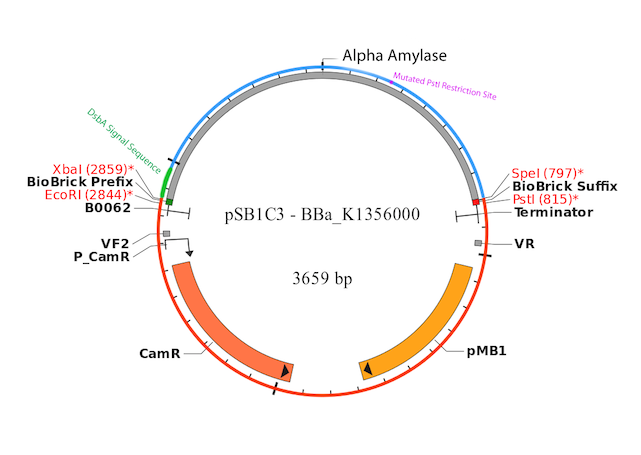 Alpha Amylase
Mutated PstI Restriction Site
DsbA Signal Sequence
XbaI (2859)*
BioBrick Prefix
EcoRI (2844)*
B0062
VF2
P_CamR
CamR
SpeI (797)*
BioBrick Suffix
PstI (815)*
Terminator
VR
pMB1
pSB1C3 - BBa_K1356000
3659 bp